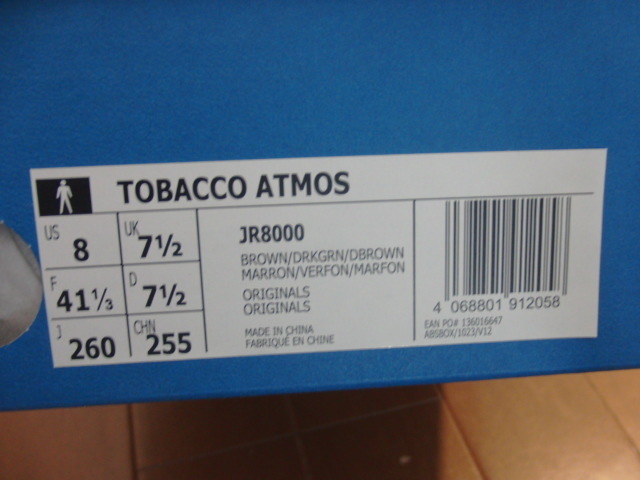 TOBACCO ATMOS
US 8 UK 7½
F 41⅓ D 7½
J 260 CHN 255
JR8000
BROWN/DRKGRN/DBROWN
MARRON/VERFON/MARFON
ORIGINALS
ORIGINALS
MADE IN CHINA
FABRIQUÉ EN CHINE
4 068801 912058
EAN PO# 136016647
ABSBOX/1023/V12